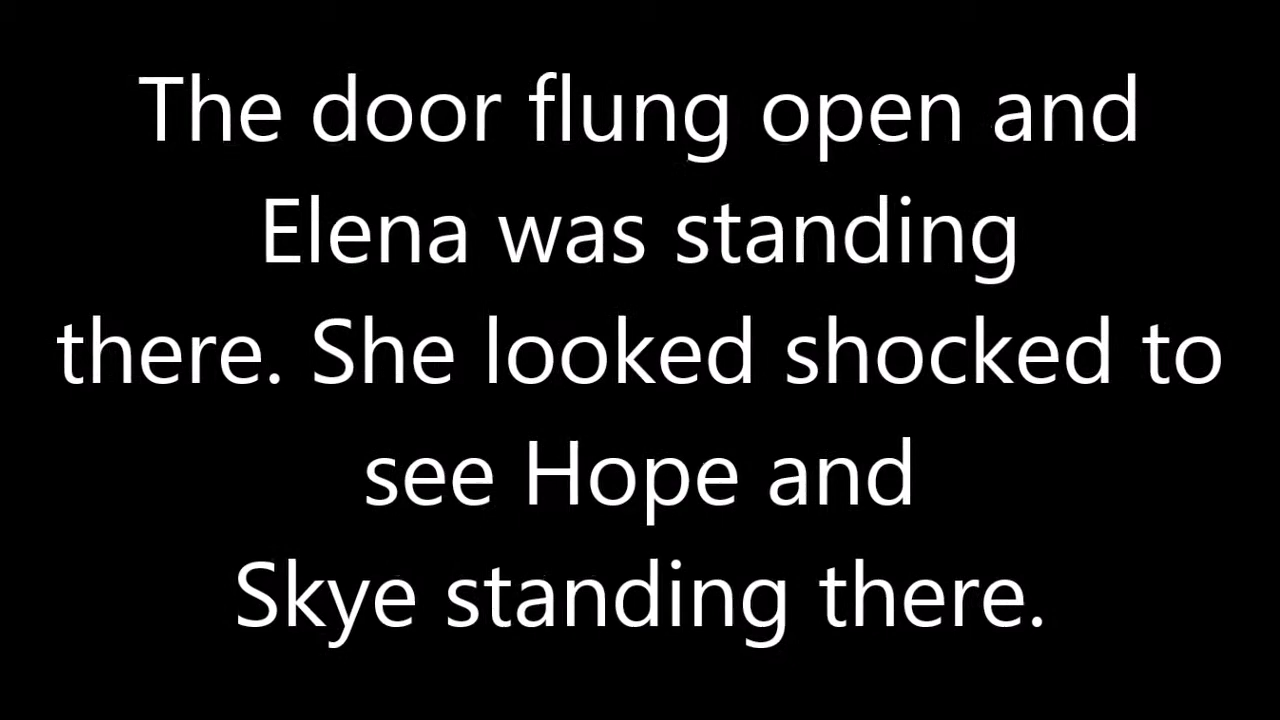 The door flung open and
Elena was standing
there. She looked shocked to
see Hope and
Skye standing there.